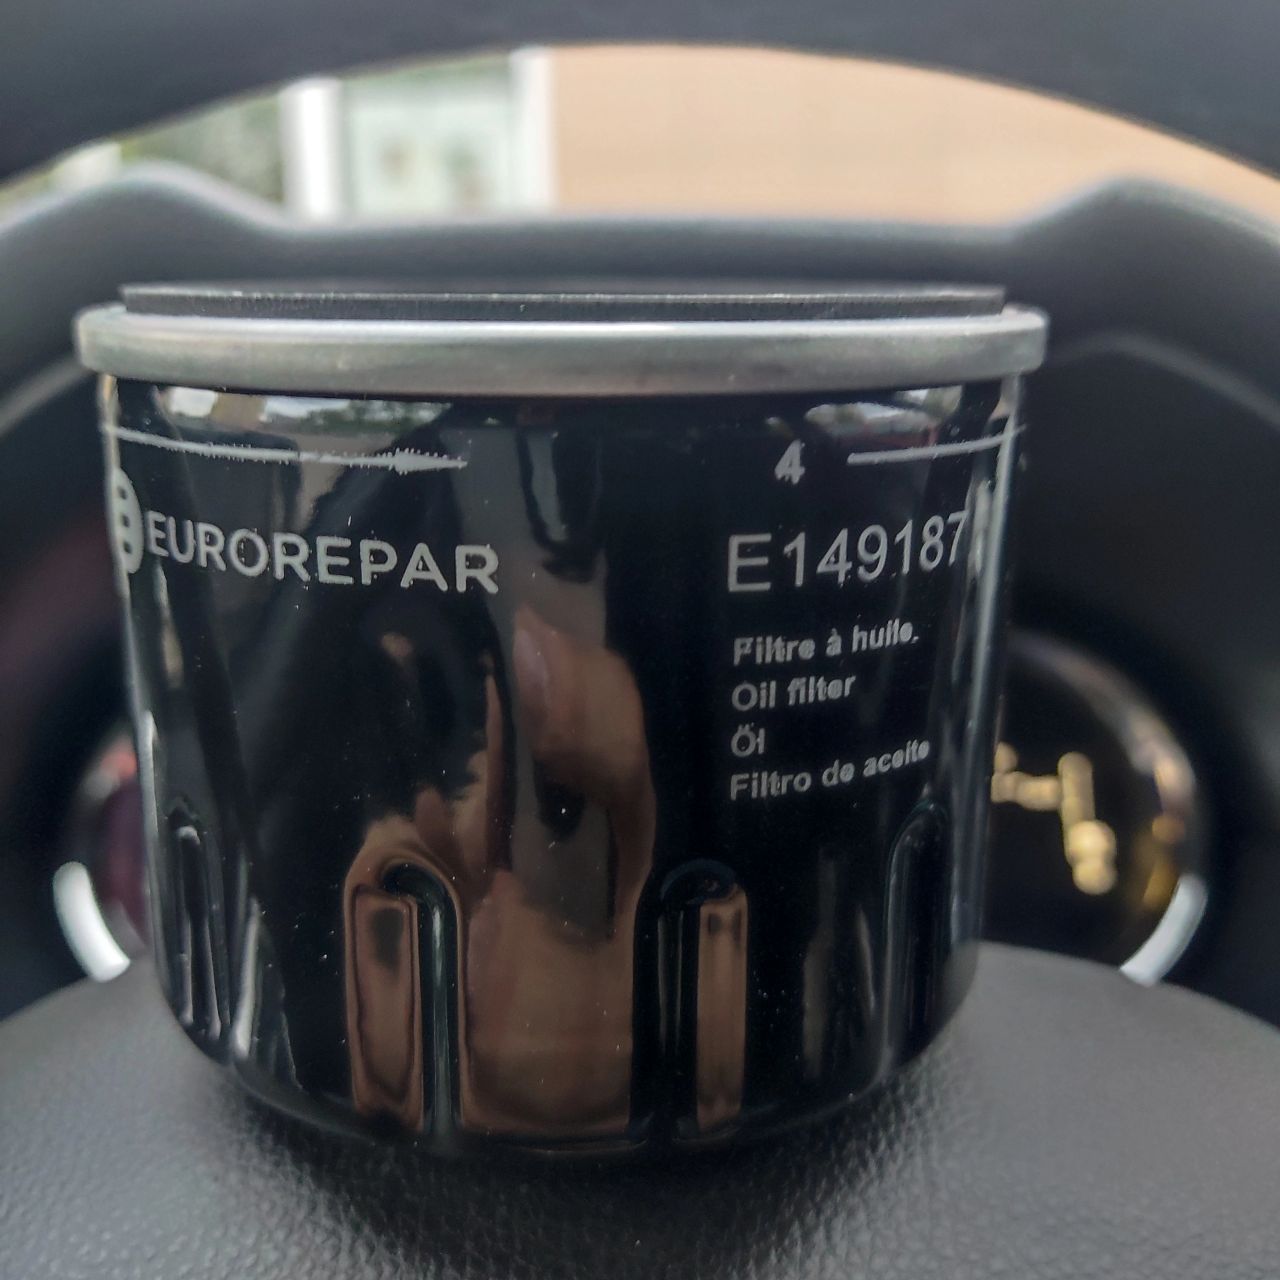 4
EUROREPAR
E149187
Filtre à huile.
Oil filter
Öl
Filtro de aceite